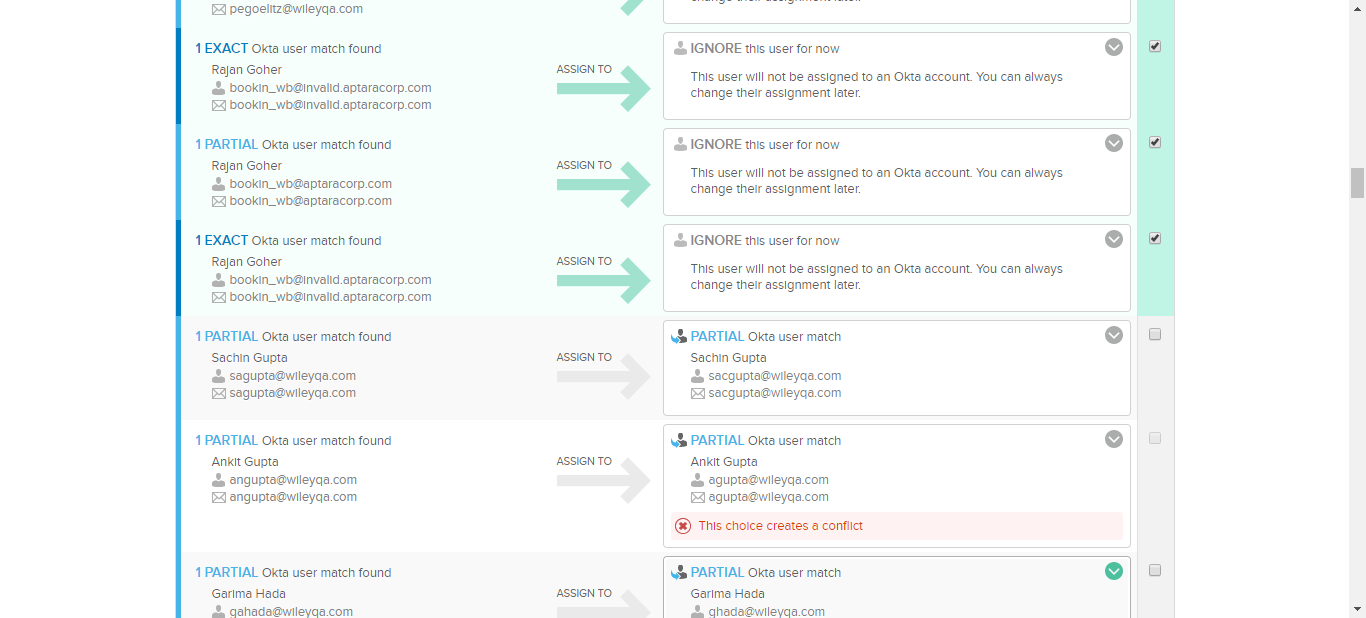 pegoelitz@wileyqa.com
change their assignment later.
1 EXACT Okta user match found
Rajan Goher
bookin_wb@invalid.aptaracorp.com
bookin_wb@invalid.aptaracorp.com
ASSIGN TO
IGNORE this user for now
This user will not be assigned to an Okta account. You can always
change their assignment later.
1 PARTIAL Okta user match found
Rajan Goher
bookin_wb@aptaracorp.com
bookin_wb@aptaracorp.com
ASSIGN TO
IGNORE this user for now
This user will not be assigned to an Okta account. You can always
change their assignment later.
1 EXACT Okta user match found
Rajan Goher
bookin_wb@invalid.aptaracorp.com
bookin_wb@invalid.aptaracorp.com
ASSIGN TO
IGNORE this user for now
This user will not be assigned to an Okta account. You can always
change their assignment later.
1 PARTIAL Okta user match found
Sachin Gupta
sagupta@wileyqa.com
sagupta@wileyqa.com
ASSIGN TO
PARTIAL Okta user match
Sachin Gupta
sacgupta@wileyqa.com
sacgupta@wileyqa.com
1 PARTIAL Okta user match found
Ankit Gupta
angupta@wileyqa.com
angupta@wileyqa.com
ASSIGN TO
PARTIAL Okta user match
Ankit Gupta
agupta@wileyqa.com
agupta@wileyqa.com
This choice creates a conflict
1 PARTIAL Okta user match found
Garima Hada
gahada@wileyqa.com
ASSIGN TO
PARTIAL Okta user match
Garima Hada
ghada@wileyqa.com